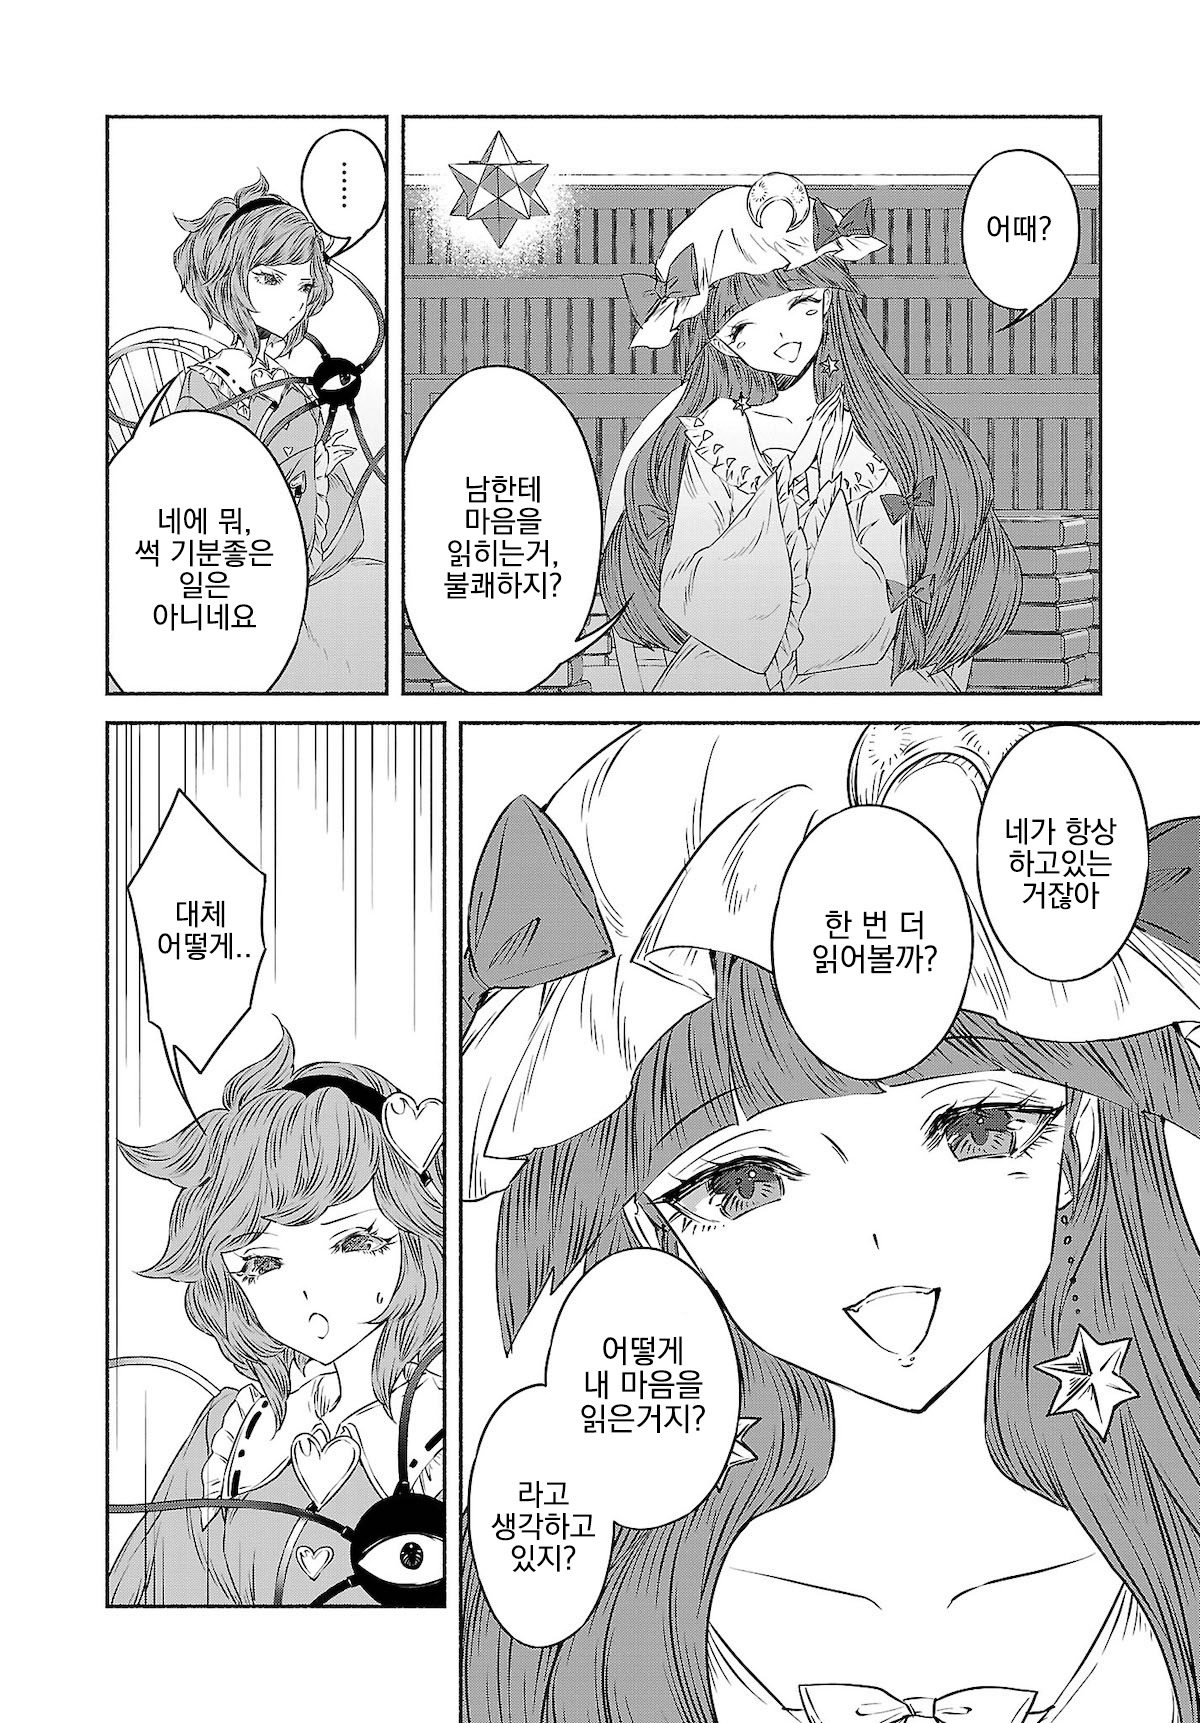 어때?
남한테
마음을
읽히는거,
불쾌하지?
……
네에 뭐,
썩 기분좋은
일은
아니네요
네가 항상
하고있는
거잖아
한 번 더
읽어볼까?
어떻게
내 마음을
읽은거지?
라고
생각하고
있지?
대체
어떻게..